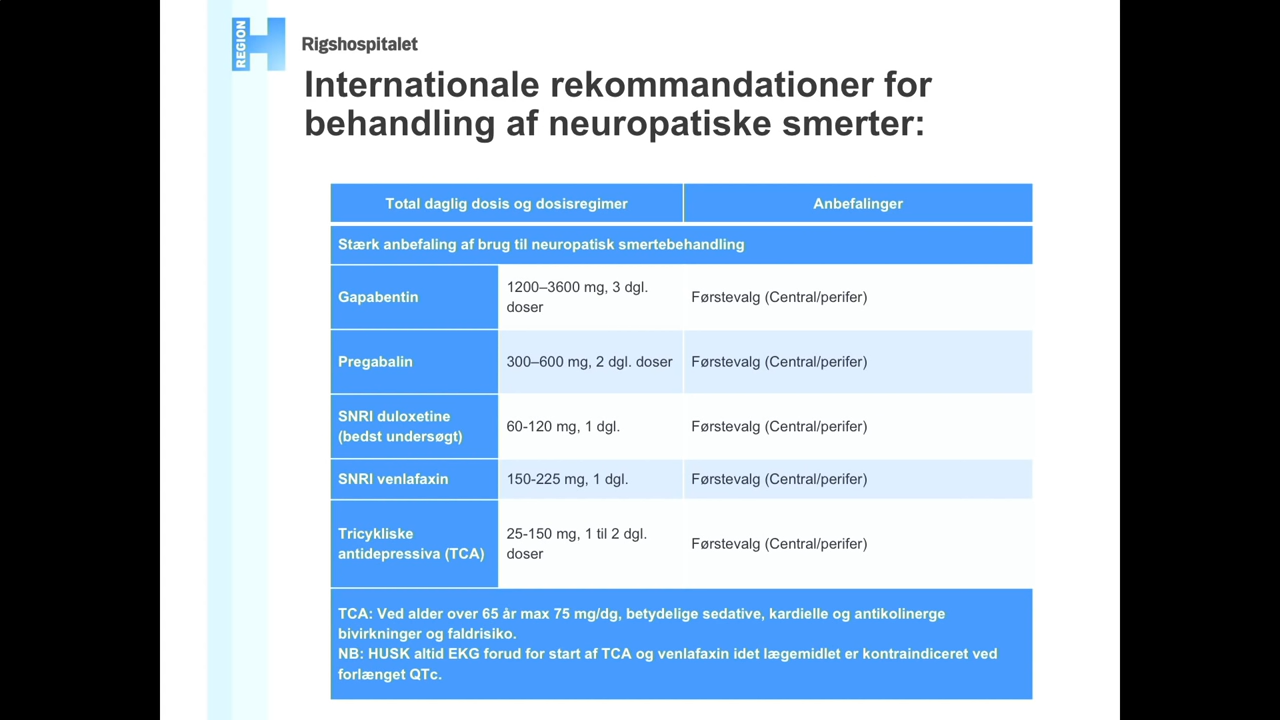 REGION
Rigshospitalet
Internationale rekommandationer for
behandling af neuropatiske smerter:
Total daglig dosis og dosisregimer
Anbefalinger
Stærk anbefaling af brug til neuropatisk smertebehandling
Gapabentin
1200–3600 mg, 3 dgl.
doser
Førstevalg (Central/perifer)
Pregabalin
300–600 mg, 2 dgl. doser
Førstevalg (Central/perifer)
SNRI duloxetine
(bedst undersøgt)
60-120 mg, 1 dgl.
Førstevalg (Central/perifer)
SNRI venlafaxin
150-225 mg, 1 dgl.
Førstevalg (Central/perifer)
Tricykliske
antidepressiva (TCA)
25-150 mg, 1 til 2 dgl.
doser
Førstevalg (Central/perifer)
TCA: Ved alder over 65 år max 75 mg/dg, betydelige sedative, kardielle og antikolinerge
bivirkninger og faldrisiko.
NB: HUSK altid EKG forud for start af TCA og venlafaxin idet lægemidlet er kontraindiceret ved
forlænget QTc.